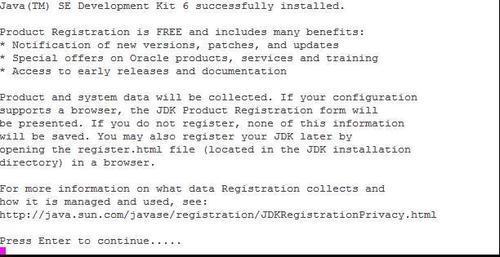 Java(TM) SE Development Kit 6 successfully installed.
Product Registration is FREE and includes many benefits:
* Notification of new versions, patches, and updates
* Special offers on Oracle products, services and training
* Access to early releases and documentation
Product and system data will be collected. If your configuration
supports a browser, the JDK Product Registration form will
be presented. If you do not register, none of this information
will be saved. You may also register your JDK later by
opening the register.html file (located in the JDK installation
directory) in a browser.
For more information on what data Registration collects and
how it is managed and used, see:
http://java.sun.com/javase/registration/JDKRegistrationPrivacy.html
Press Enter to continue.....